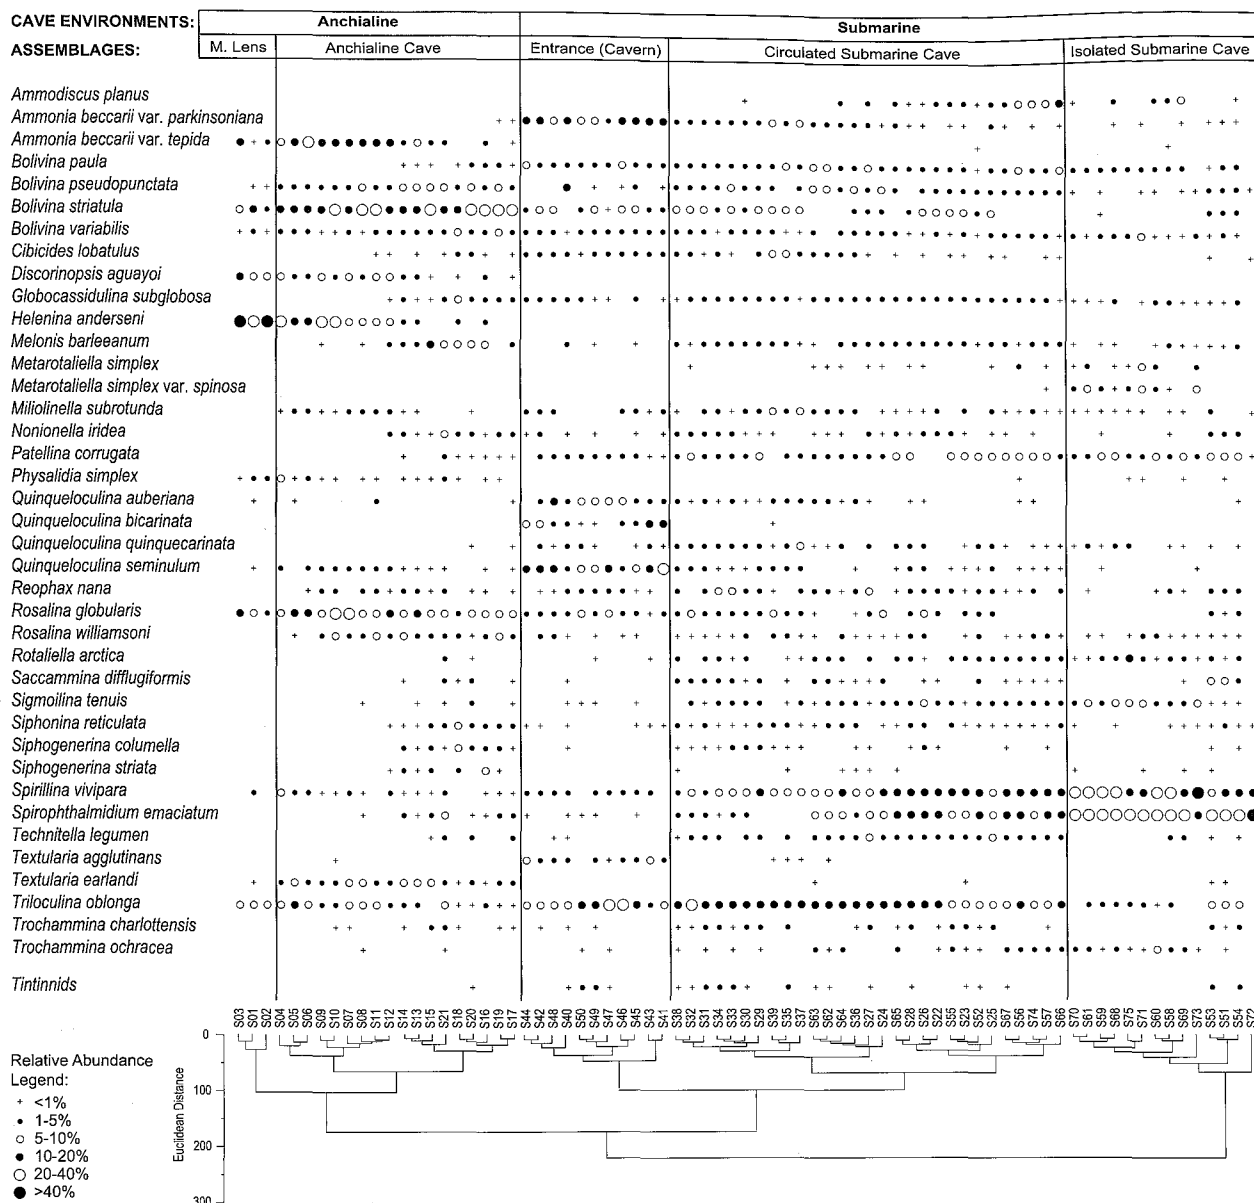 CAVE ENVIRONMENTS: Anchialine Submarine
ASSEMBLAGES: M. Lens Anchialine Cave Entrance (Cavern) Circulated Submarine Cave Isolated Submarine Cave
Ammodiscus planus
Ammonia beccarii var. parkinsoniana
Ammonia beccarii var. tepida
Bolivina paula
Bolivina pseudopunctata
Bolivina striatula
Bolivina variabilis
Cibicides lobatulus
Discorinopsis aguayoi
Globocassidulina subglobosa
Helenina anderseni
Melonis barleeanum
Metarotaliella simplex
Metarotaliella simplex var. spinosa
Miliolinella subrotunda
Nonionella iridea
Patellina corrugata
Physalidia simplex
Quinqueloculina auberiana
Quinqueloculina bicarinata
Quinqueloculina quinquecarinata
Quinqueloculina seminulum
Reophax nana
Rosalina globularis
Rosalina williamsoni
Rotaliella arctica
Saccammina difflugiformis
Sigmoilina tenuis
Siphonina reticulata
Siphogenerina columella
Siphogenerina striata
Spirillina vivipara
Spirophthalmidium emaciatum
Technitella legumen
Textularia agglutinans
Textularia earlandi
Triloculina oblonga
Trochammina charlottensis
Trochammina ochracea
Tintinnids
S03 S01 S02 S04 S05 S06 S09 S10 S07 S08 S11 S12 S14 S13 S15 S21 S18 S20 S16 S19 S17 S44 S42 S48 S40 S50 S49 S47 S46 S45 S43 S41 S38 S32 S31 S34 S33 S30 S29 S39 S35 S37 S63 S62 S64 S36 S27 S24 S65 S28 S26 S22 S55 S23 S52 S25 S67 S56 S74 S57 S66 S70 S61 S59 S68 S75 S71 S60 S58 S69 S73 S53 S51 S54 S72
0
100
200
300
Euclidean Distance
Relative Abundance
Legend:
+ <1%
1-5%
5-10%
10-20%
20-40%
>40%